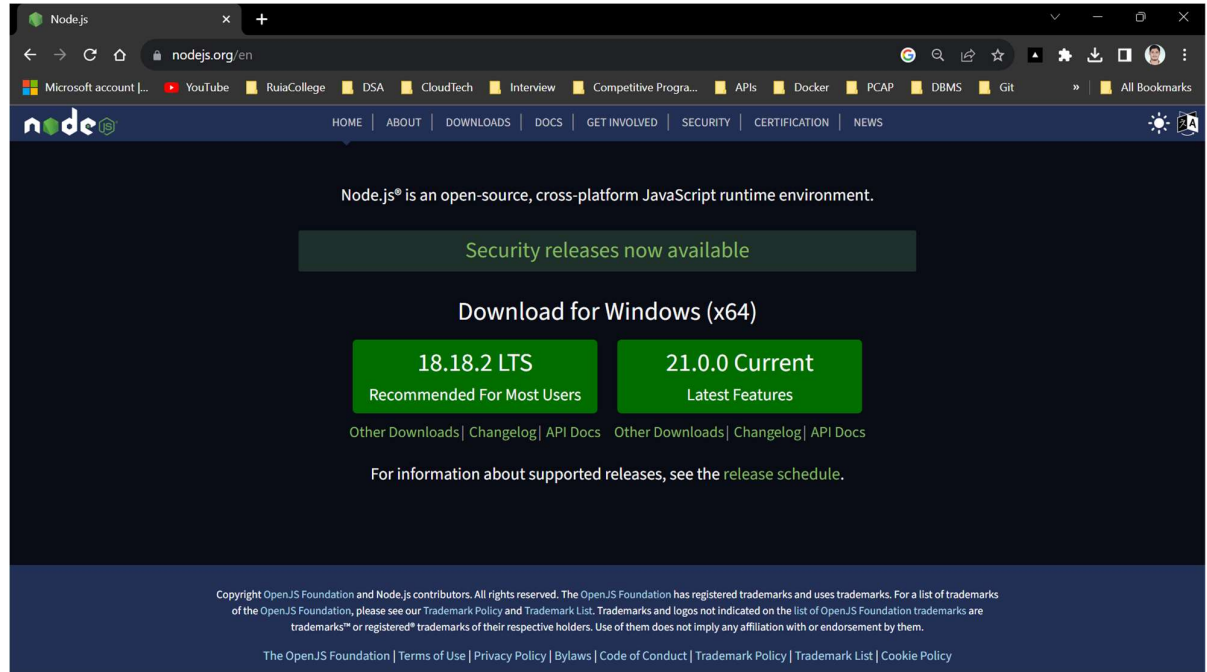 Node.js
nodejs.org/en
Microsoft account |... YouTube RuiaCollege DSA CloudTech Interview Competitive Progra... APIs Docker PCAP DBMS Git » All Bookmarks
node JS
HOME | ABOUT | DOWNLOADS | DOCS | GET INVOLVED | SECURITY | CERTIFICATION | NEWS
Node.js® is an open-source, cross-platform JavaScript runtime environment.
Security releases now available
Download for Windows (x64)
18.18.2 LTS
Recommended For Most Users
21.0.0 Current
Latest Features
Other Downloads | Changelog | API Docs Other Downloads | Changelog | API Docs
For information about supported releases, see the release schedule.
Copyright OpenJS Foundation and Node.js contributors. All rights reserved. The OpenJS Foundation has registered trademarks and uses trademarks. For a list of trademarks
of the OpenJS Foundation, please see our Trademark Policy and Trademark List. Trademarks and logos not indicated on the list of OpenJS Foundation trademarks are
trademarks™ or registered® trademarks of their respective holders. Use of them does not imply any affiliation with or endorsement by them.
The OpenJS Foundation | Terms of Use | Privacy Policy | Bylaws | Code of Conduct | Trademark Policy | Trademark List | Cookie Policy